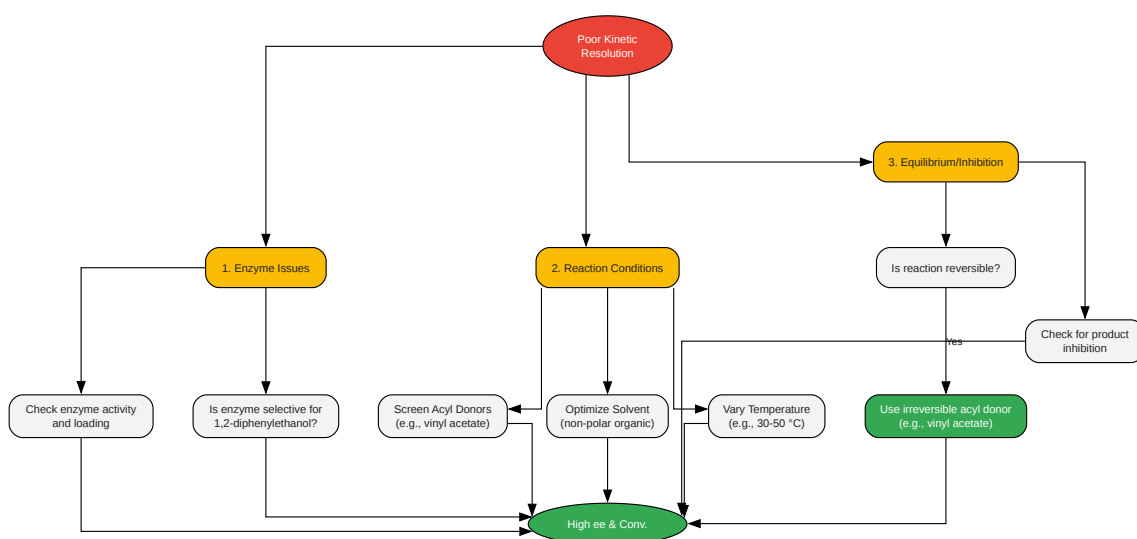 Poor Kinetic
Resolution
3. Equilibrium/Inhibition
1. Enzyme Issues
2. Reaction Conditions
Is reaction reversible?
Yes
Check for product
inhibition
Check enzyme activity
and loading
Is enzyme selective for
1,2-diphenylethanol?
Screen Acyl Donors
(e.g., vinyl acetate)
Optimize Solvent
(non-polar organic)
Vary Temperature
(e.g., 30-50 °C)
Use irreversible acyl donor
(e.g., vinyl acetate)
High ee & Conv.